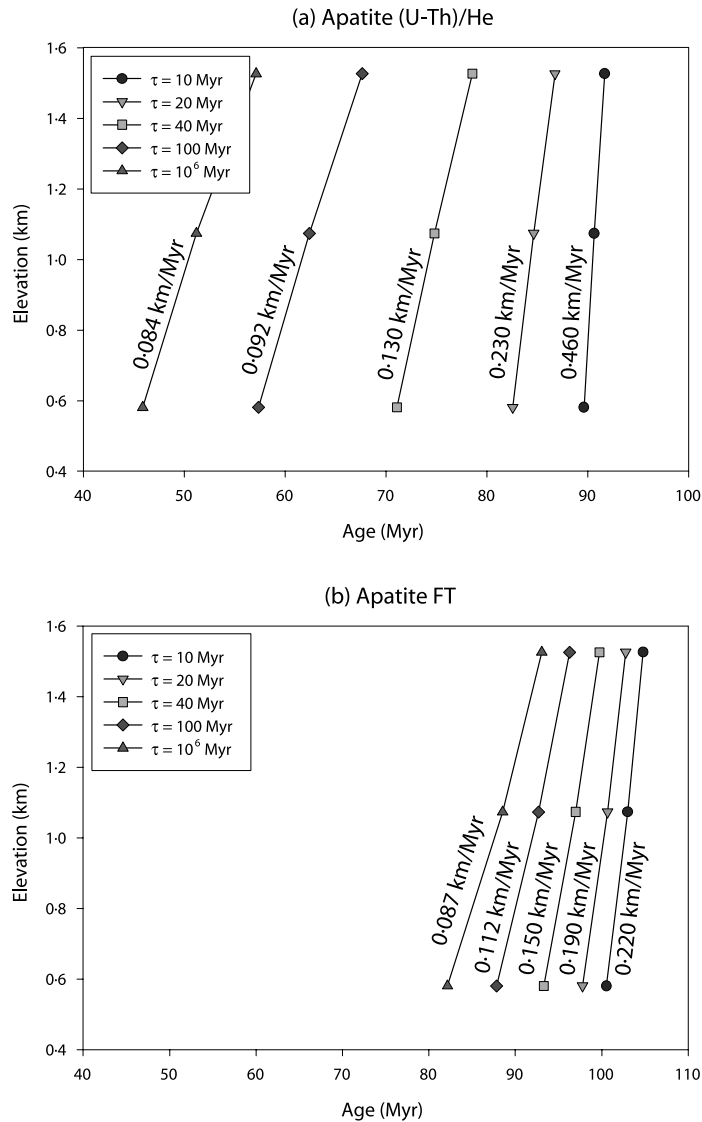 (a) Apatite (U-Th)/He
1·6
1·4
1·2
1·0
0·8
0·6
0·4
Elevation (km)
τ = 10 Myr
τ = 20 Myr
τ = 40 Myr
τ = 100 Myr
τ = 10⁶ Myr
0·084 km/Myr
0·092 km/Myr
0·130 km/Myr
0·230 km/Myr
0·460 km/Myr
40 50 60 70 80 90 100
Age (Myr)
(b) Apatite FT
1·6
1·4
1·2
1·0
0·8
0·6
0·4
Elevation (km)
τ = 10 Myr
τ = 20 Myr
τ = 40 Myr
τ = 100 Myr
τ = 10⁶ Myr
0·087 km/Myr
0·112 km/Myr
0·150 km/Myr
0·190 km/Myr
0·220 km/Myr
40 50 60 70 80 90 100 110
Age (Myr)